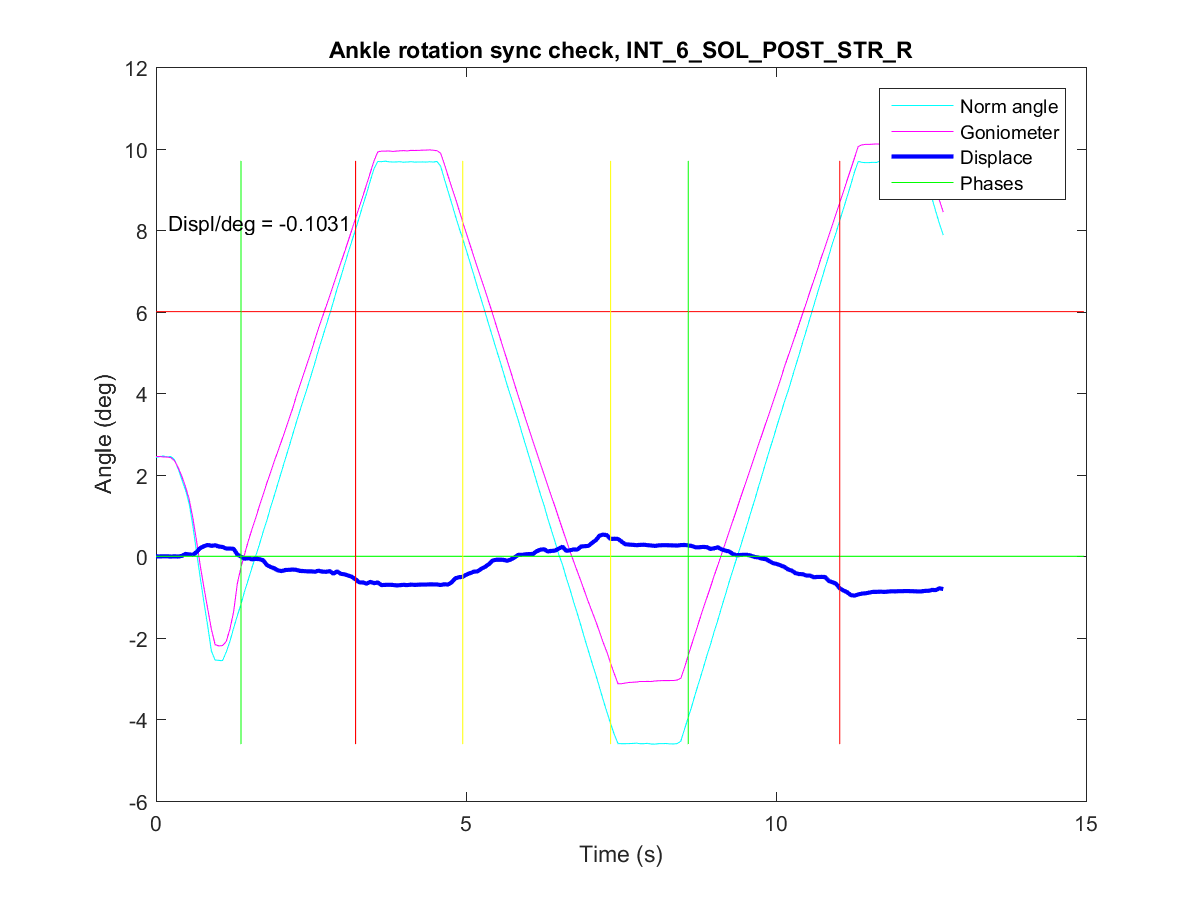 Ankle rotation sync check, INT_6_SOL_POST_STR_R
12
10
8
6
4
2
0
-2
-4
-6
Angle (deg)
Displ/deg = -0.1031
Norm angle
Goniometer
Displace
Phases
0
5
10
15
Time (s)